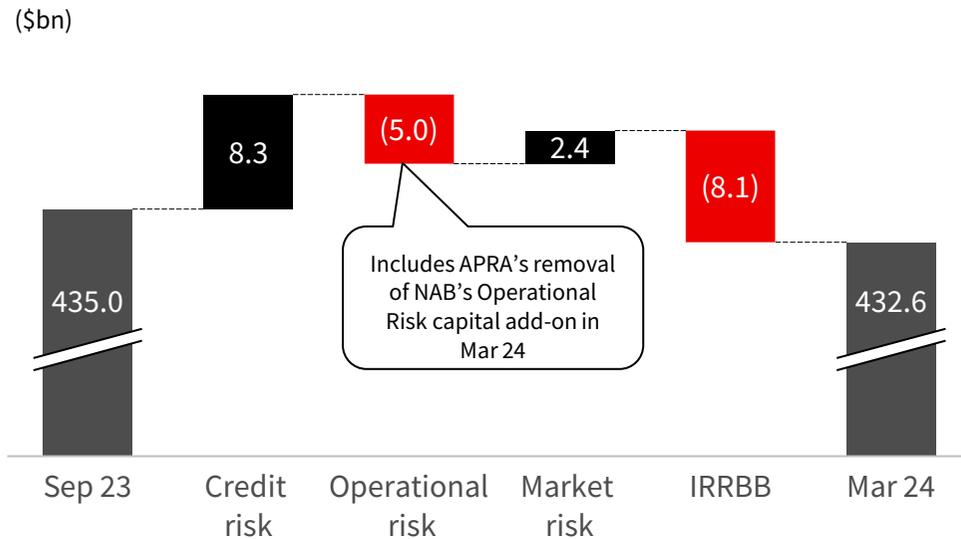 ($bn)
8.3
(5.0)
2.4
(8.1)
435.0
432.6
Includes APRA’s removal
of NAB’s Operational
Risk capital add-on in
Mar 24
Sep 23
Credit
risk
Operational
risk
Market
risk
IRRBB
Mar 24